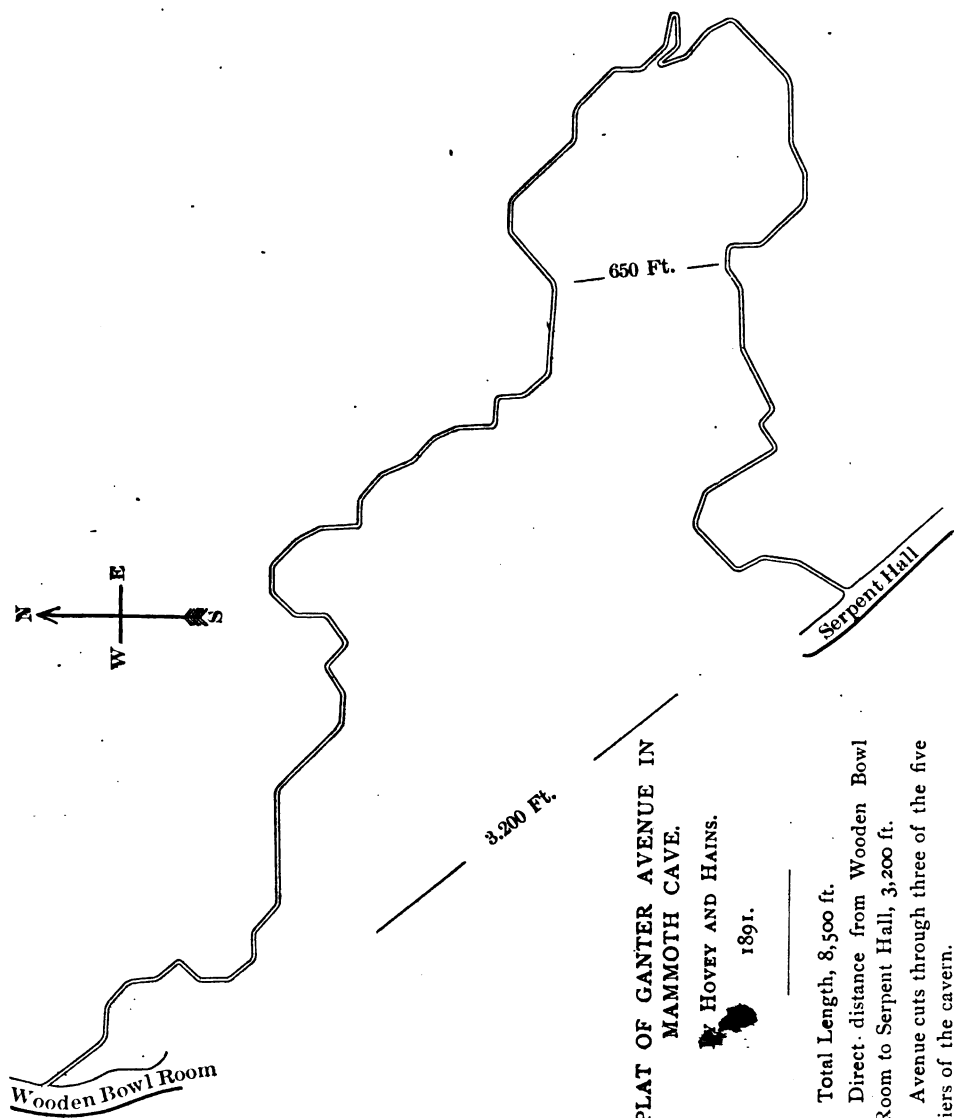 N
W E
S
Wooden Bowl Room
650 Ft.
3.200 Ft.
Serpent Hall
PLAT OF GANTER AVENUE IN
MAMMOTH CAVE.
By HOVEY AND HAINS.
1891.
Total Length, 8,500 ft.
Direct distance from Wooden Bowl
Room to Serpent Hall, 3,200 ft.
Avenue cuts through three of the five
iers of the cavern.